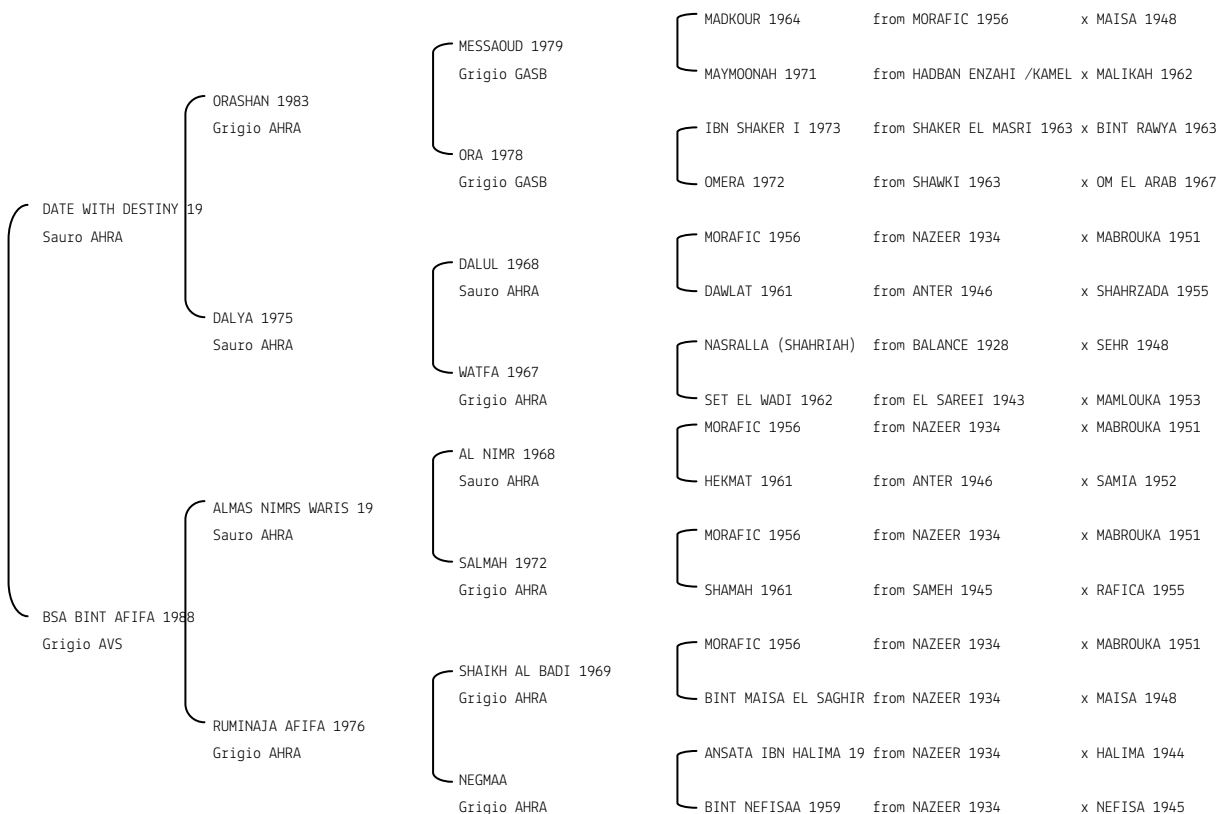 MADKOUR 1964 from MORAFIC 1956 x MAISA 1948
MESSAOUD 1979
Grigio GASB
MAYMOONAH 1971 from HADBAN ENZAHI /KAMEL x MALIKAH 1962
ORASHAN 1983
Grigio AHRA
IBN SHAKER I 1973 from SHAKER EL MASRI 1963 x BINT RAWYA 1963
ORA 1978
Grigio GASB
OMERA 1972 from SHAWKI 1963 x OM EL ARAB 1967
DATE WITH DESTINY 19
Sauro AHRA
MORAFIC 1956 from NAZEER 1934 x MABROUKA 1951
DALUL 1968
Sauro AHRA
DAWLAT 1961 from ANTER 1946 x SHAHRZADA 1955
DALYA 1975
Sauro AHRA
NASRALLA (SHAHRIAH) from BALANCE 1928 x SEHR 1948
WATFA 1967
Grigio AHRA
SET EL WADI 1962 from EL SAREEI 1943 x MAMLOUKA 1953
MORAFIC 1956 from NAZEER 1934 x MABROUKA 1951
AL NIMR 1968
Sauro AHRA
HEKMAT 1961 from ANTER 1946 x SAMIA 1952
ALMAS NIMRS WARIS 19
Sauro AHRA
MORAFIC 1956 from NAZEER 1934 x MABROUKA 1951
SALMAH 1972
Grigio AHRA
SHAMAH 1961 from SAMEH 1945 x RAFICA 1955
BSA BINT AFIFA 1988
Grigio AVS
MORAFIC 1956 from NAZEER 1934 x MABROUKA 1951
SHAIKH AL BADI 1969
Grigio AHRA
BINT MAISA EL SAGHIR from NAZEER 1934 x MAISA 1948
RUMINAJA AFIFA 1976
Grigio AHRA
ANSATA IBN HALIMA 19 from NAZEER 1934 x HALIMA 1944
NEGMAA
Grigio AHRA
BINT NEFISAA 1959 from NAZEER 1934 x NEFISA 1945